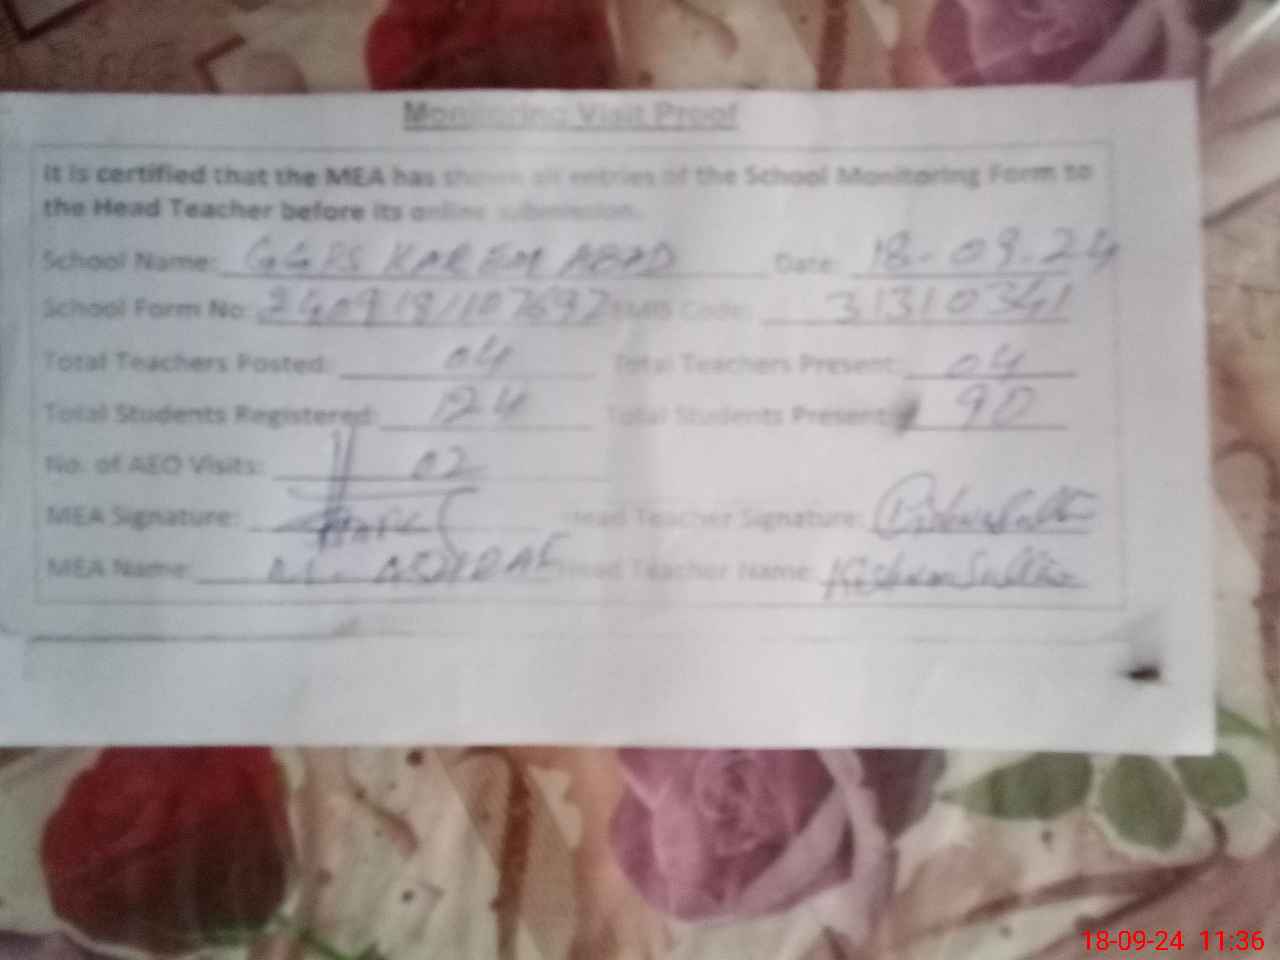 Monitoring Visit Proof
It is certified that the MEA has shown all entries of the School Monitoring Form to
the Head Teacher before its online submission.
School Name: GGPS KAREM ABAD Date: 18-09-24
School Form No: EMIS Code: 31310341
Total Teachers Posted: 04 Total Teachers Present: 04
Total Students Registered: 124 Total Students Present: 90
No. of AEO Visits: 02
MEA Signature: Head Teacher Signature:
MEA Name: Head Teacher Name:
18-09-24 11:36